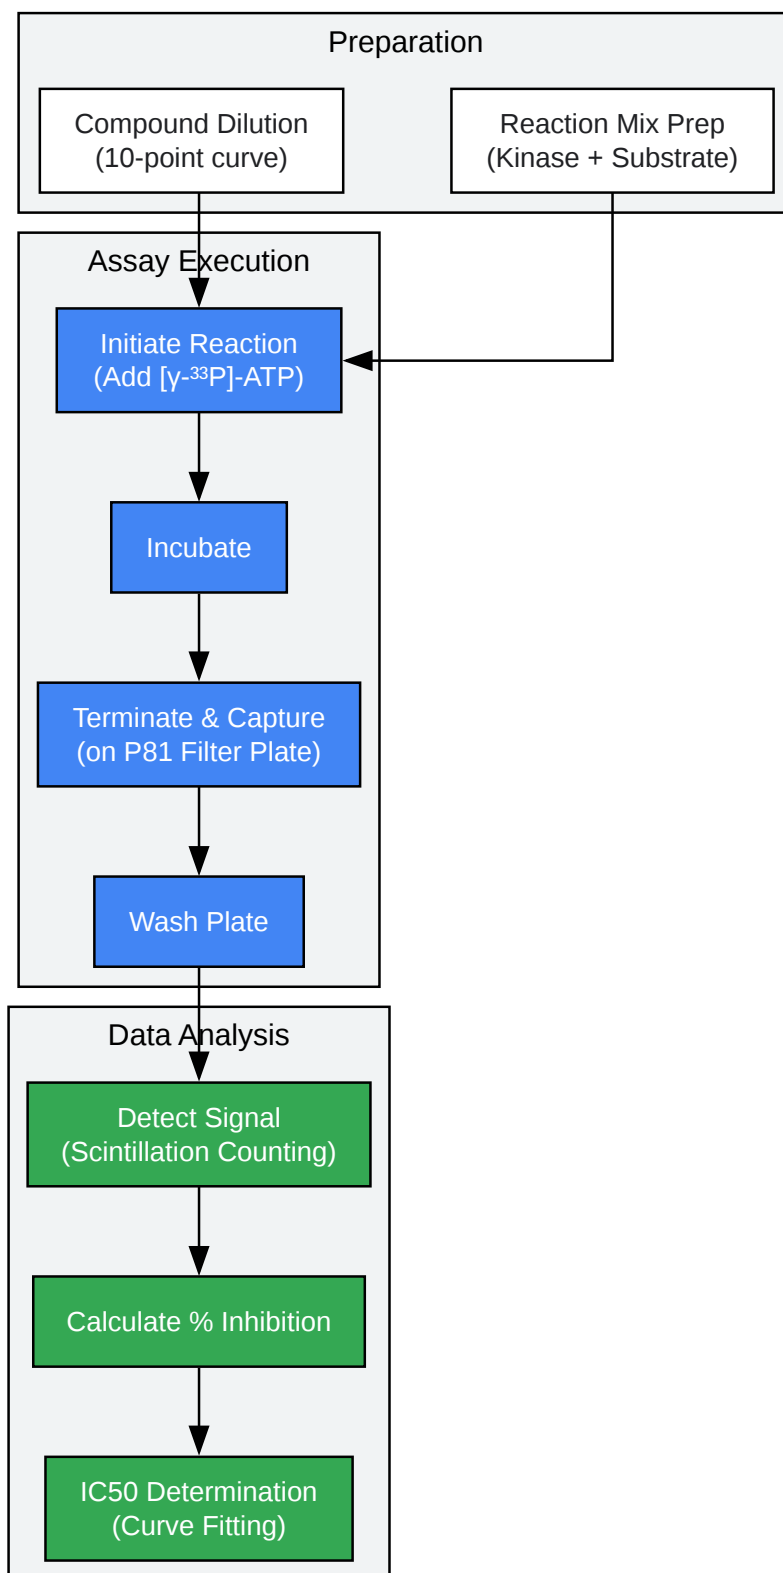 Preparation
Compound Dilution
(10-point curve)
Reaction Mix Prep
(Kinase + Substrate)
Assay Execution
Initiate Reaction
(Add [γ-³³P]-ATP)
Incubate
Terminate & Capture
(on P81 Filter Plate)
Wash Plate
Data Analysis
Detect Signal
(Scintillation Counting)
Calculate % Inhibition
IC50 Determination
(Curve Fitting)